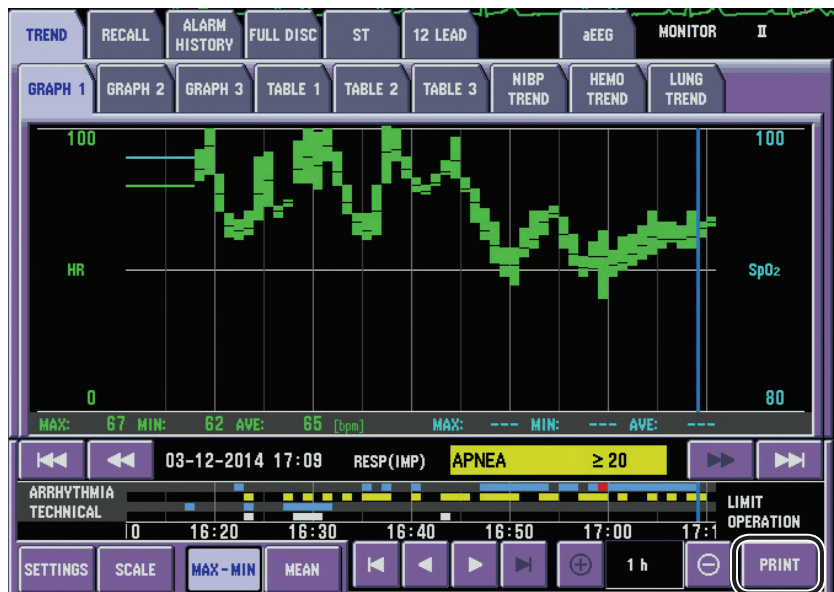 TREND RECALL ALARM HISTORY FULL DISC ST 12 LEAD aEEG MONITOR II
GRAPH 1 GRAPH 2 GRAPH 3 TABLE 1 TABLE 2 TABLE 3 NIBP TREND HEMO TREND LUNG TREND
100 100
HR SpO2
0 80
MAX: 67 MIN: 62 AVE: 65 [bpm] MAX: --- MIN: --- AVE: ---
03-12-2014 17:09 RESP(IMP) APNEA ≥ 20
ARRHYTHMIA
TECHNICAL
LIMIT
OPERATION
16:20 16:30 16:40 16:50 17:00
SETTINGS SCALE MAX-MIN MEAN 1 h PRINT